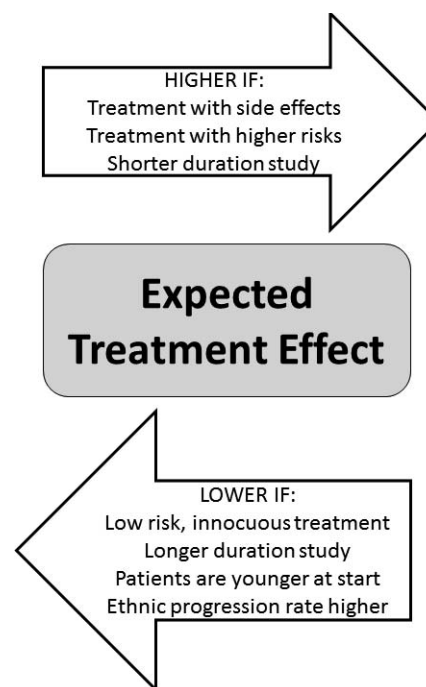 HIGHER IF:
Treatment with side effects
Treatment with higher risks
Shorter duration study
Expected
Treatment Effect
LOWER IF:
Low risk, innocuous treatment
Longer duration study
Patients are younger at start
Ethnic progression rate higher